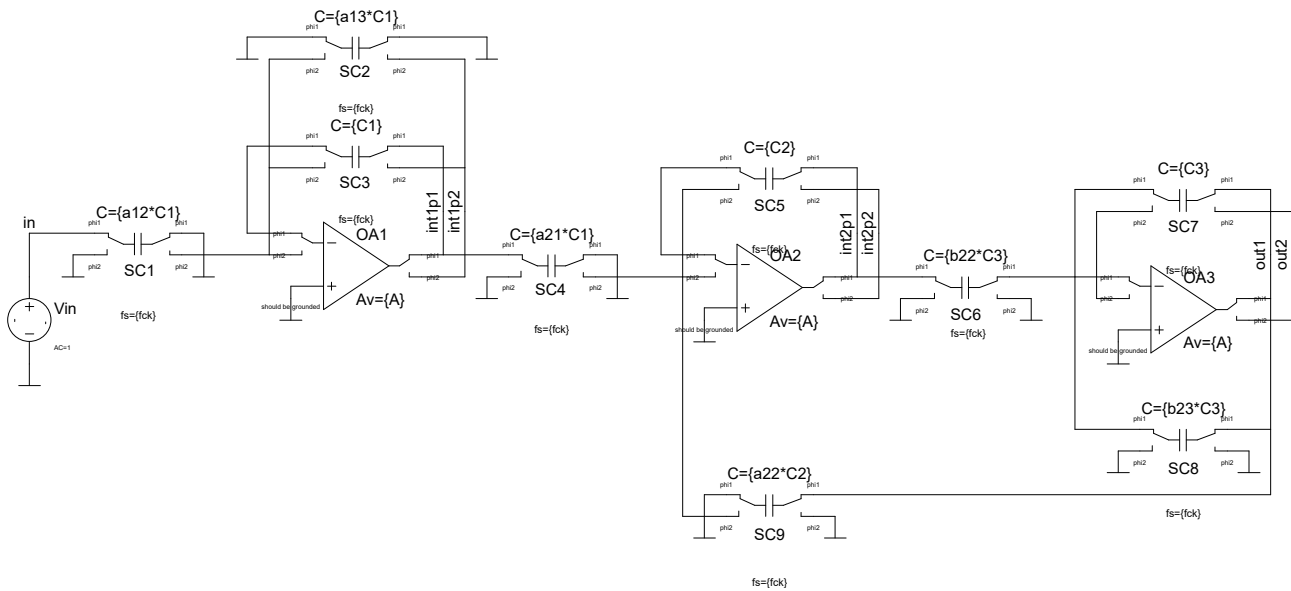 C={a13*C1}
phi1
phi1
phi2
phi2
SC2
fs={fck}
C={C1}
phi1
phi1
phi2
phi2
SC3
fs={fck}
in
C={a12*C1}
phi1
phi1
phi2
phi2
SC1
fs={fck}
Vin
AC=1
phi1
phi2
OA1
phi1
phi2
should be grounded
Av={A}
int1p1
int1p2
C={a21*C1}
phi1
phi1
phi2
phi2
SC4
fs={fck}
C={C2}
phi1
phi1
phi2
phi2
SC5
fs={fck}
phi1
phi2
OA2
phi1
phi2
should be grounded
Av={A}
int2p1
int2p2
C={b22*C3}
phi1
phi1
phi2
phi2
SC6
fs={fck}
C={C3}
phi1
phi1
phi2
phi2
SC7
fs={fck}
phi1
phi2
OA3
phi1
phi2
should be grounded
Av={A}
out1
out2
C={b23*C3}
phi1
phi1
phi2
phi2
SC8
fs={fck}
C={a22*C2}
phi1
phi1
phi2
phi2
SC9
fs={fck}